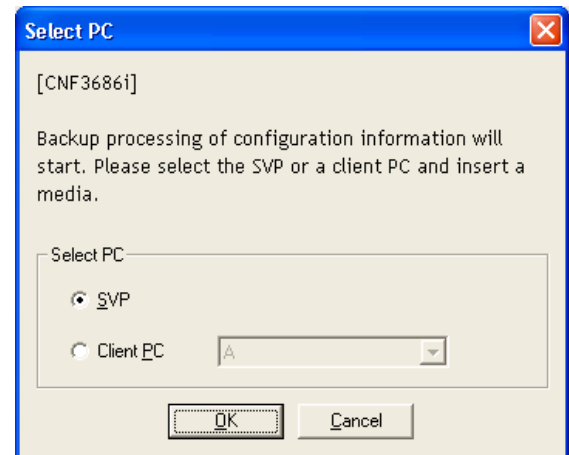 Select PC
[CNF3686i]
Backup processing of configuration information will
start. Please select the SVP or a client PC and insert a
media.
Select PC
SVP
Client PC
A
OK
Cancel